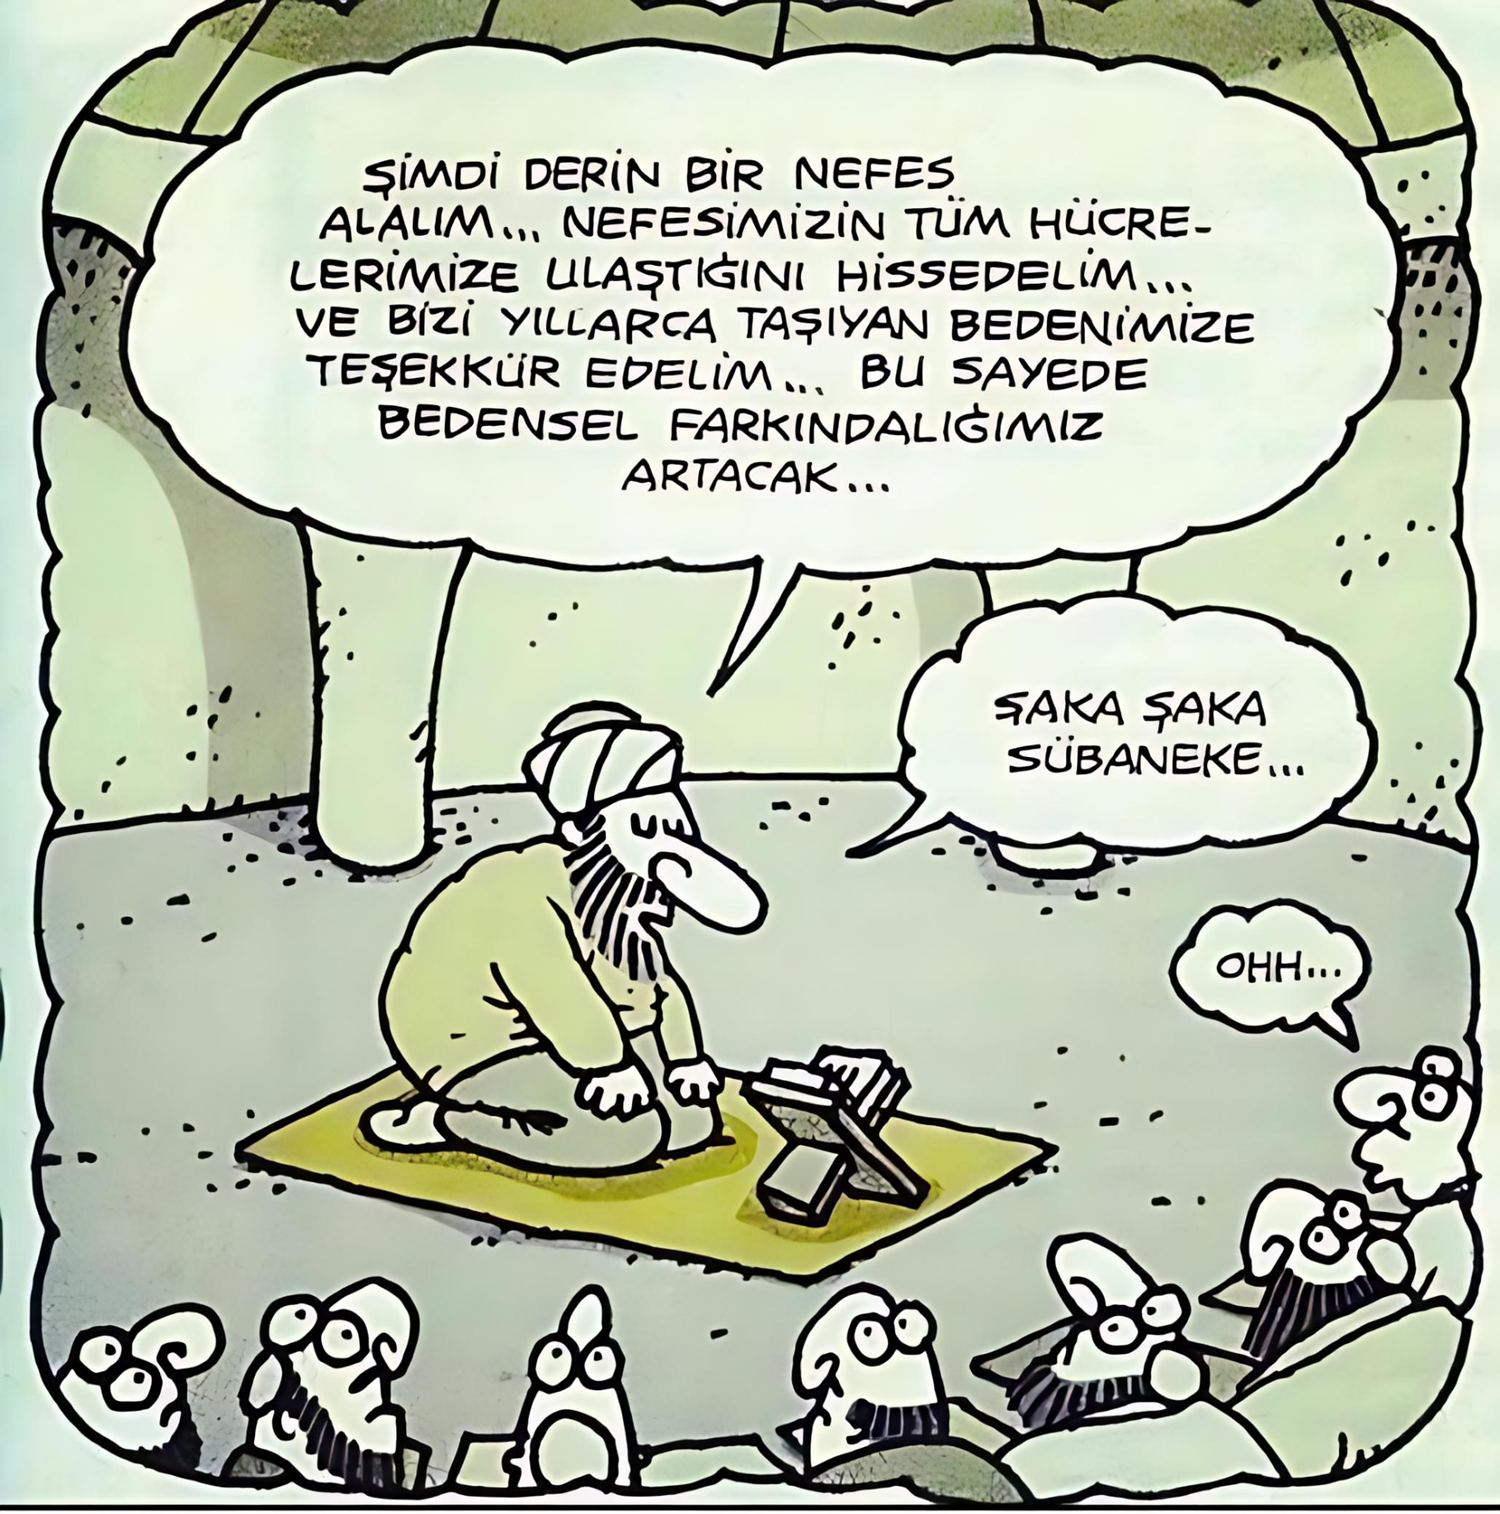 ŞİMDİ DERİN BİR NEFES
ALALIM... NEFESİMİZİN TÜM HÜCRE-
LERİMİZE ULAŞTIĞINI HİSSEDELİM...
VE BİZİ YILLARCA TAŞIYAN BEDENİMİZE
TEŞEKKÜR EDELİM... BU SAYEDE
BEDENSEL FARKINDALIĞIMIZ
ARTACAK...
ŞAKA ŞAKA
SÜBANEKE...
OHH...